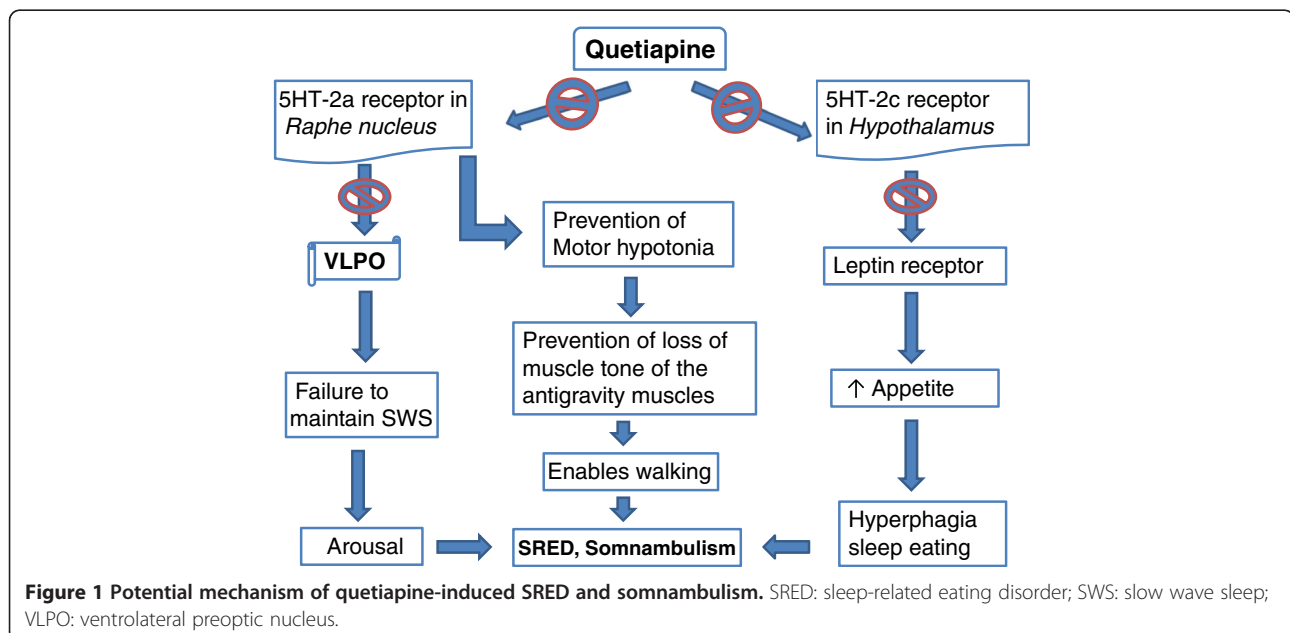 Quetiapine
5HT-2a receptor in
Raphe nucleus
5HT-2c receptor
in Hypothalamus
VLPO
Prevention of
Motor hypotonia
Leptin receptor
Failure to
maintain SWS
Prevention of loss of
muscle tone of the
antigravity muscles
↑ Appetite
Enables walking
Arousal
SRED, Somnambulism
Hyperphagia
sleep eating
Figure 1 Potential mechanism of quetiapine-induced SRED and somnambulism. SRED: sleep-related eating disorder; SWS: slow wave sleep;
VLPO: ventrolateral preoptic nucleus.